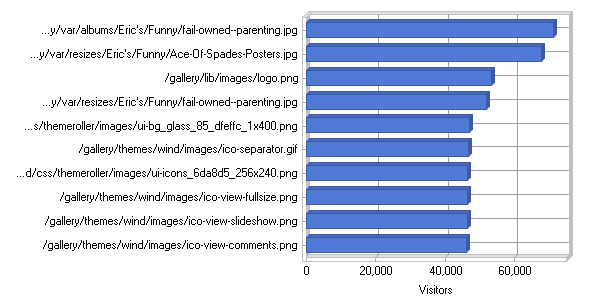 ...y/var/albums/Eric's/Funny/fail-owned--parenting.jpg
...y/var/resizes/Eric's/Funny/Ace-Of-Spades-Posters.jpg
/gallery/lib/images/logo.png
...y/var/resizes/Eric's/Funny/fail-owned--parenting.jpg
...s/themeroller/images/ui-bg_glass_85_dfeffc_1x400.png
/gallery/themes/wind/images/ico-separator.gif
...d/css/themeroller/images/ui-icons_6da8d5_256x240.png
/gallery/themes/wind/images/ico-view-fullsize.png
/gallery/themes/wind/images/ico-view-slideshow.png
/gallery/themes/wind/images/ico-view-comments.png
0 20,000 40,000 60,000
Visitors